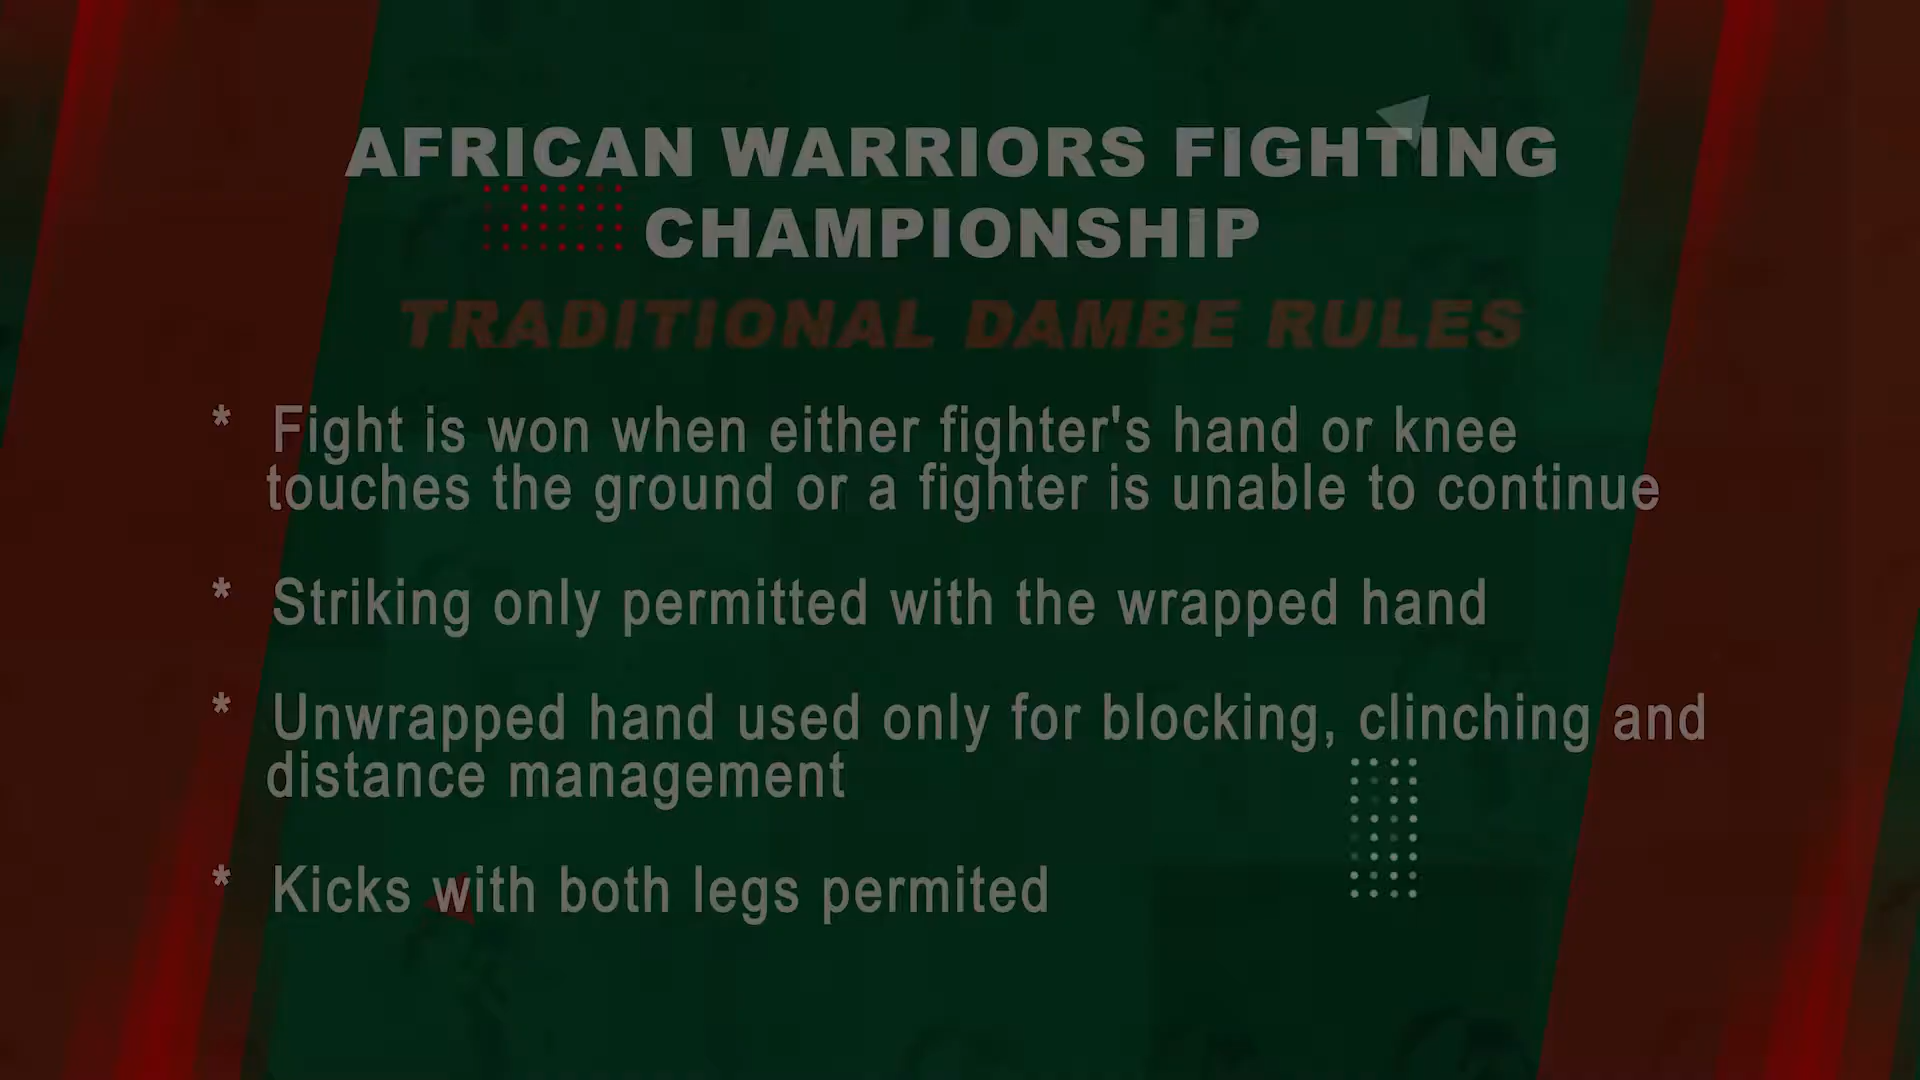 AFRICAN WARRIORS FIGHTING
CHAMPIONSHIP
TRADITIONAL DAMBE RULES
* Fight is won when either fighter's hand or knee
touches the ground or a fighter is unable to continue
* Striking only permitted with the wrapped hand
* Unwrapped hand used only for blocking, clinching and
distance management
* Kicks with both legs permited